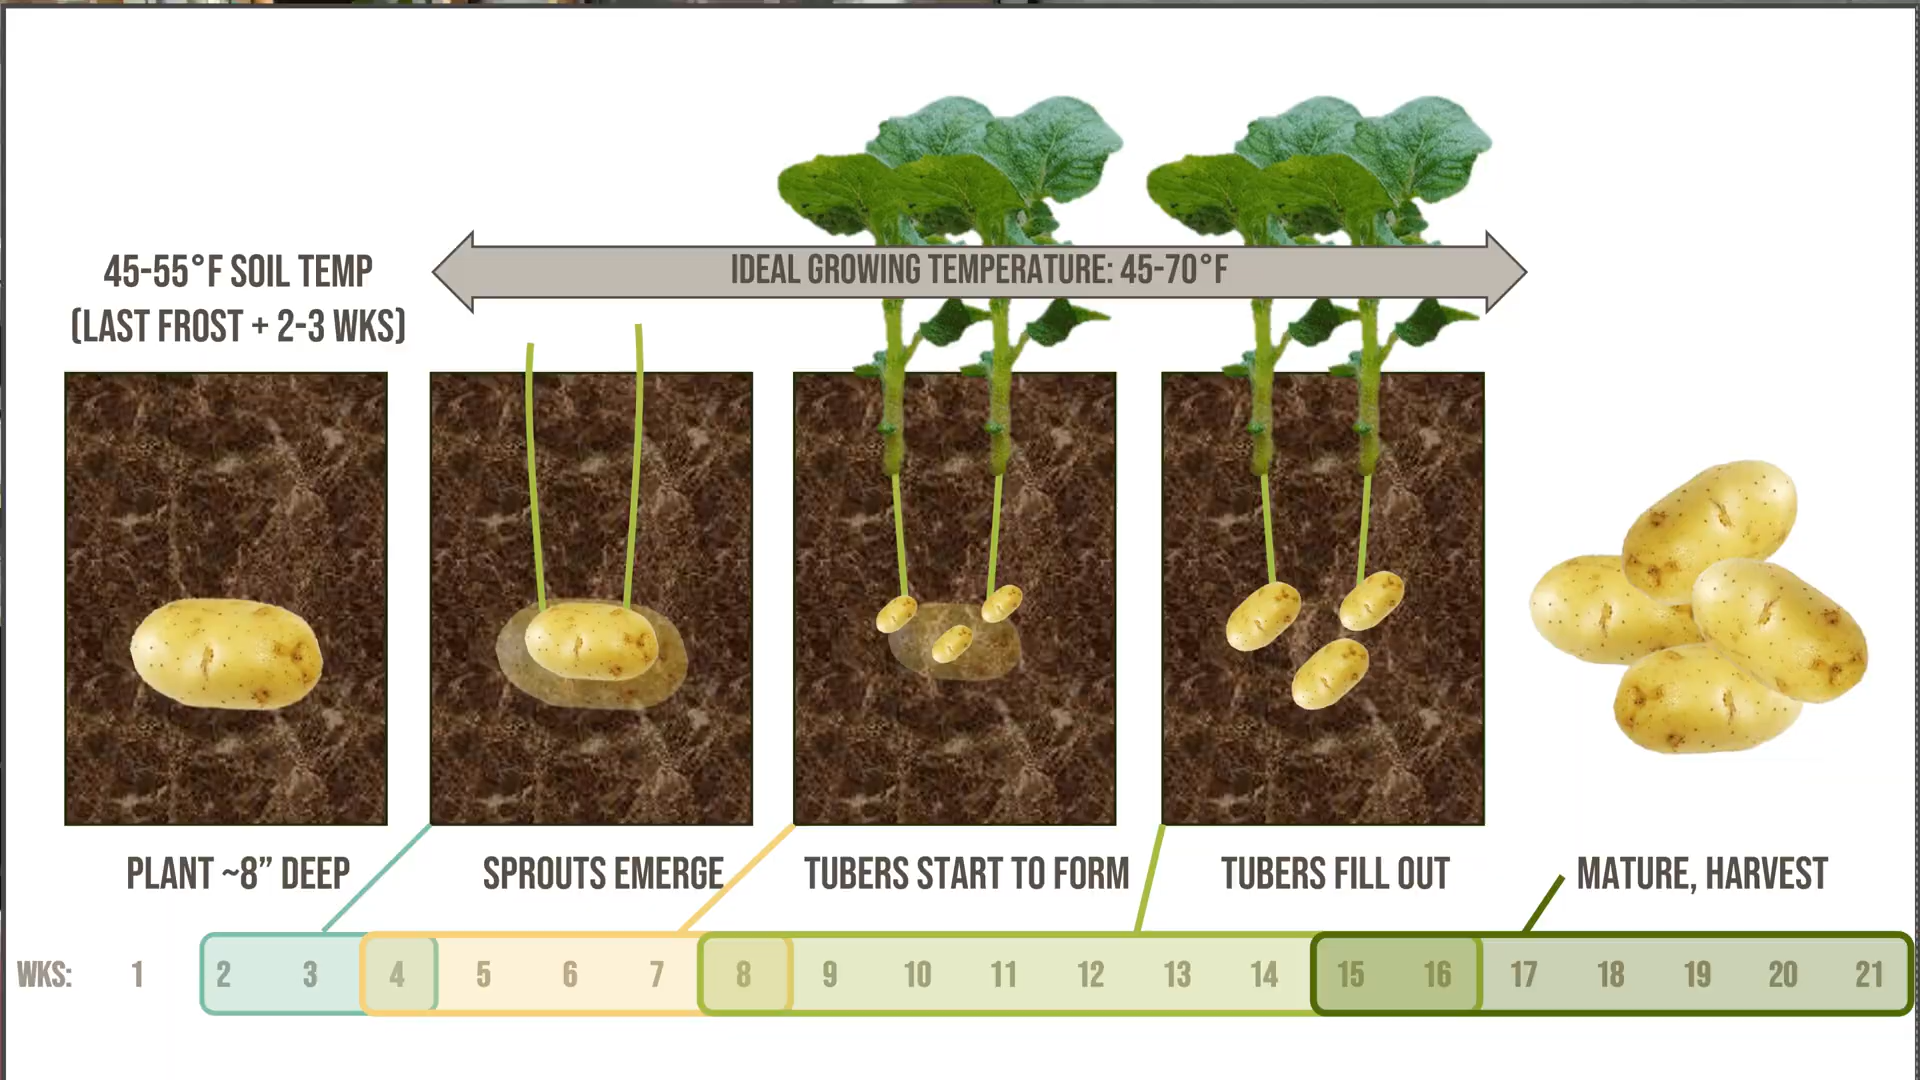 45-55°F SOIL TEMP
(LAST FROST + 2-3 WKS)
IDEAL GROWING TEMPERATURE: 45-70°F
PLANT ~8” DEEP
SPROUTS EMERGE
TUBERS START TO FORM
TUBERS FILL OUT
MATURE, HARVEST
WKS: 1 2 3 4 5 6 7 8 9 10 11 12 13 14 15 16 17 18 19 20 21